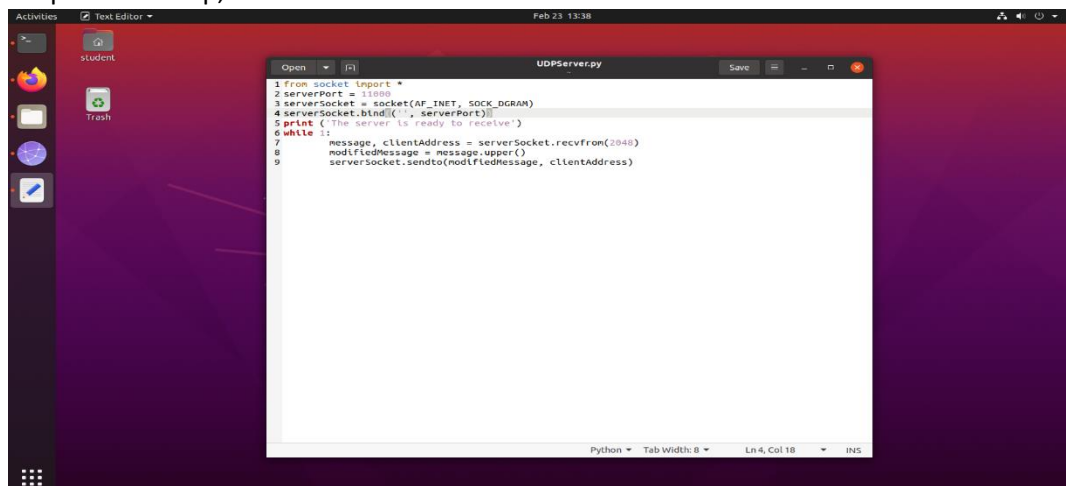 Activities
Text Editor
Feb 23 13:38
student
Trash
Open
UDPServer.py
Save
1 from socket import *
2 serverPort = 11000
3 serverSocket = socket(AF_INET, SOCK_DGRAM)
4 serverSocket.bind(('', serverPort))
5 print ('The server is ready to receive')
6 while 1:
7 message, clientAddress = serverSocket.recvfrom(2048)
8 modifiedMessage = message.upper()
9 serverSocket.sendto(modifiedMessage, clientAddress)
Python
Tab Width: 8
Ln 4, Col 18
INS